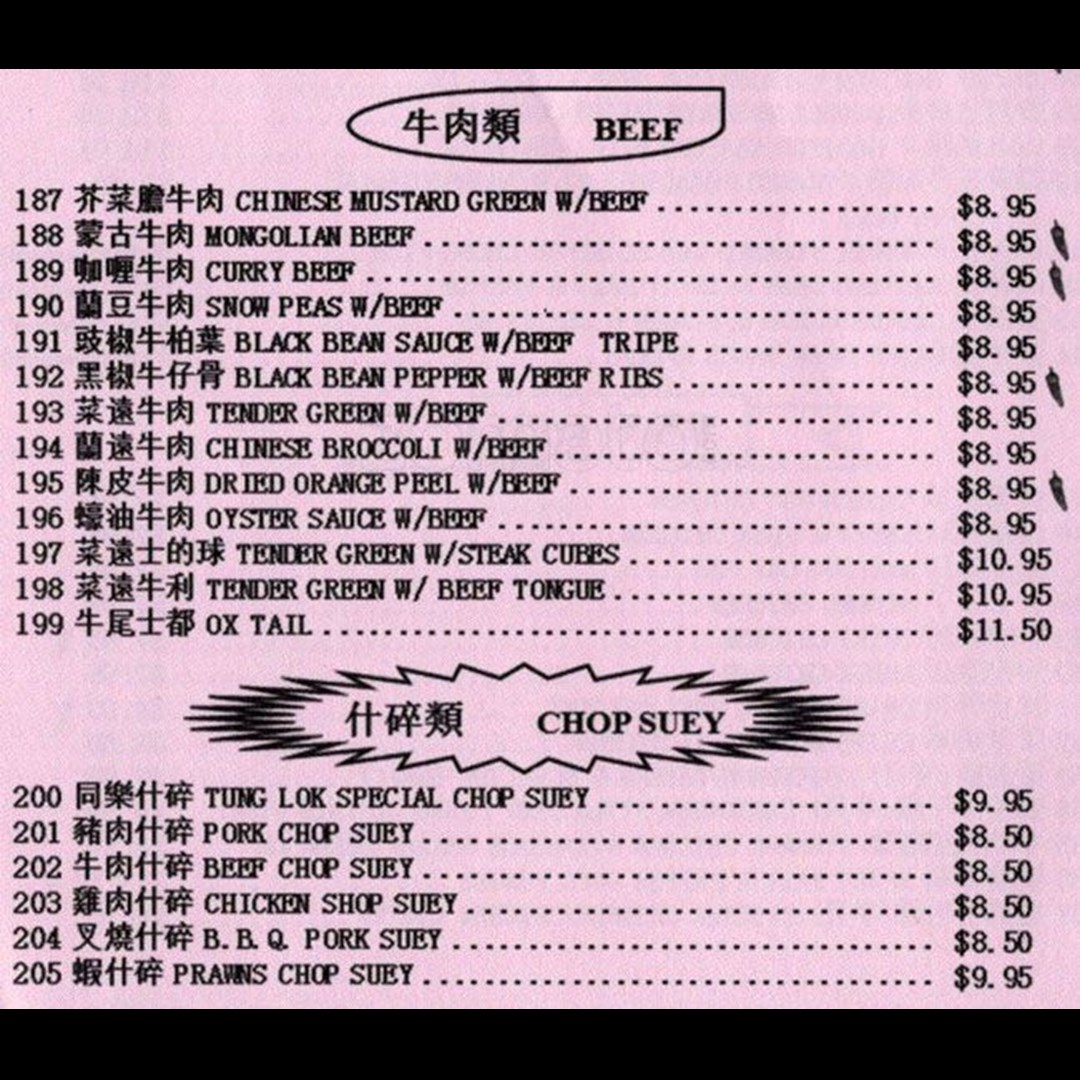 牛肉類 BEEF
187 芥菜膽牛肉 CHINESE MUSTARD GREEN W/BEEF .......................... $8.95
188 蒙古牛肉 MONGOLIAN BEEF .......................... $8.95
189 咖喱牛肉 CURRY BEEF .......................... $8.95
190 蘭豆牛肉 SNOW PEAS W/BEEF .......................... $8.95
191 豉椒牛柏葉 BLACK BEAN SAUCE W/BEEF TRIPE .......................... $8.95
192 黑椒牛仔骨 BLACK BEAN PEPPER W/BEEF RIBS .......................... $8.95
193 菜遠牛肉 TENDER GREEN W/BEEF .......................... $8.95
194 蘭遠牛肉 CHINESE BROCCOLI W/BEEF .......................... $8.95
195 陳皮牛肉 DRIED ORANGE PEEL W/BEEF .......................... $8.95
196 蠔油牛肉 OYSTER SAUCE W/BEEF .......................... $8.95
197 菜遠士的球 TENDER GREEN W/STEAK CUBES .......................... $10.95
198 菜遠牛利 TENDER GREEN W/ BEEF TONGUE .......................... $10.95
199 牛尾士都 OX TAIL .......................... $11.50
什碎類 CHOP SUEY
200 同樂什碎 TUNG LOK SPECIAL CHOP SUEY .......................... $9.95
201 豬肉什碎 PORK CHOP SUEY .......................... $8.50
202 牛肉什碎 BEEF CHOP SUEY .......................... $8.50
203 雞肉什碎 CHICKEN SHOP SUEY .......................... $8.50
204 叉燒什碎 B.B.Q. PORK SUEY .......................... $8.50
205 蝦什碎 PRAWNS CHOP SUEY .......................... $9.95